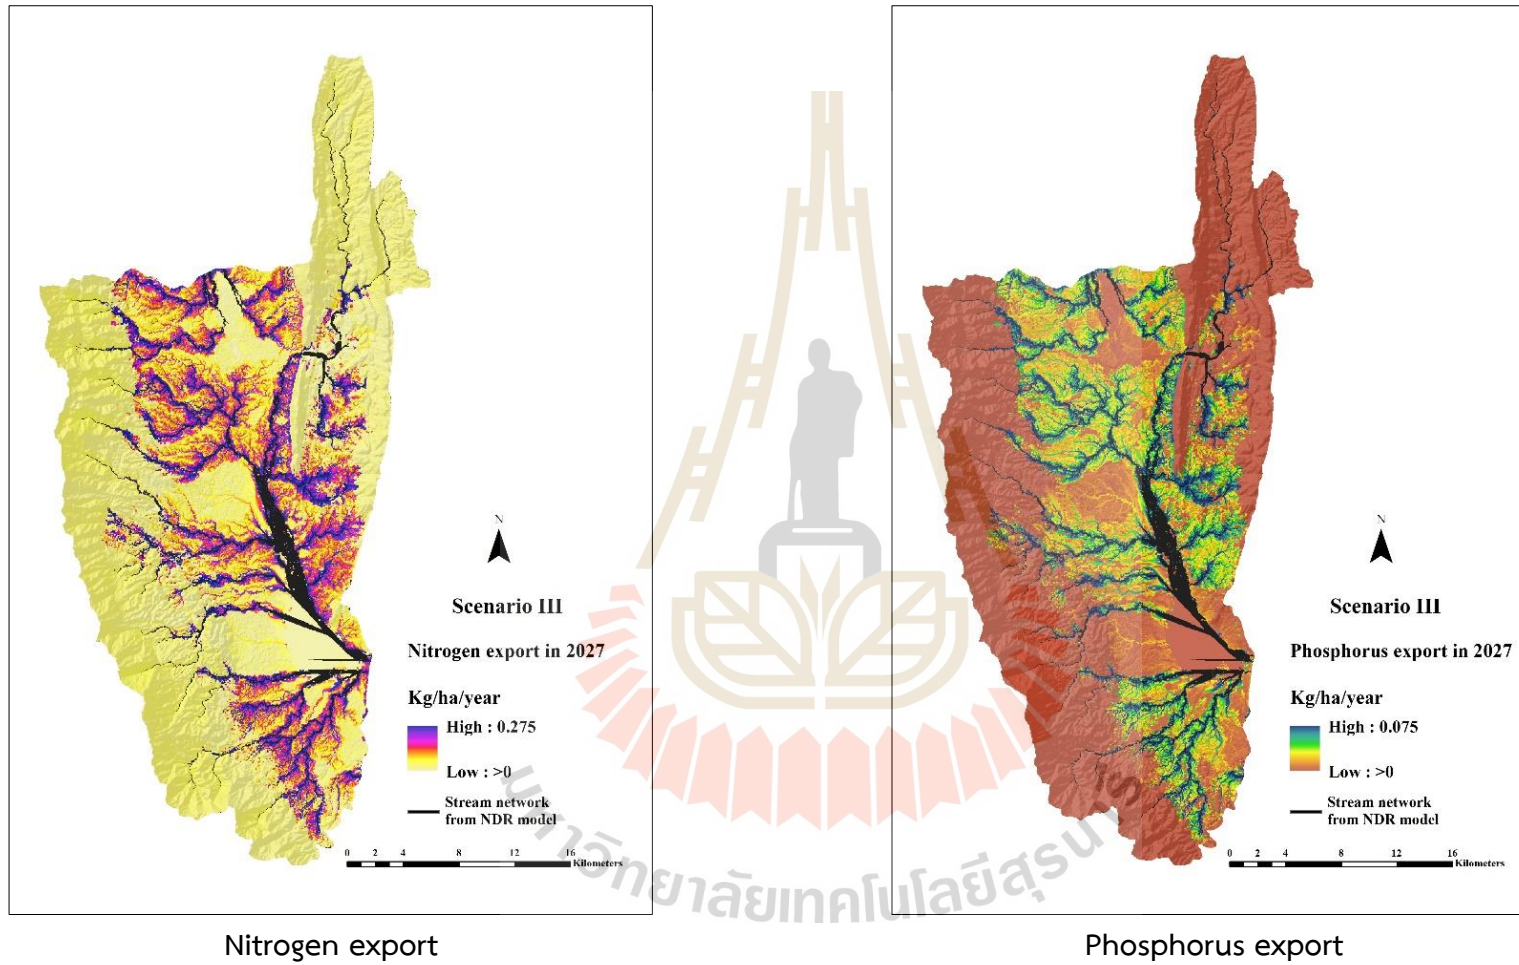 N
Scenario III
Nitrogen export in 2027
Kg/ha/year
High : 0.275
Low : >0
Stream network
from NDR model
0 2 4 8 12 16
Kilometers
Nitrogen export
N
Scenario III
Phosphorus export in 2027
Kg/ha/year
High : 0.075
Low : >0
Stream network
from NDR model
0 2 4 8 12 16
Kilometers
Phosphorus export
มหาวิทยาลัยเทคโนโลยีสุรนารี